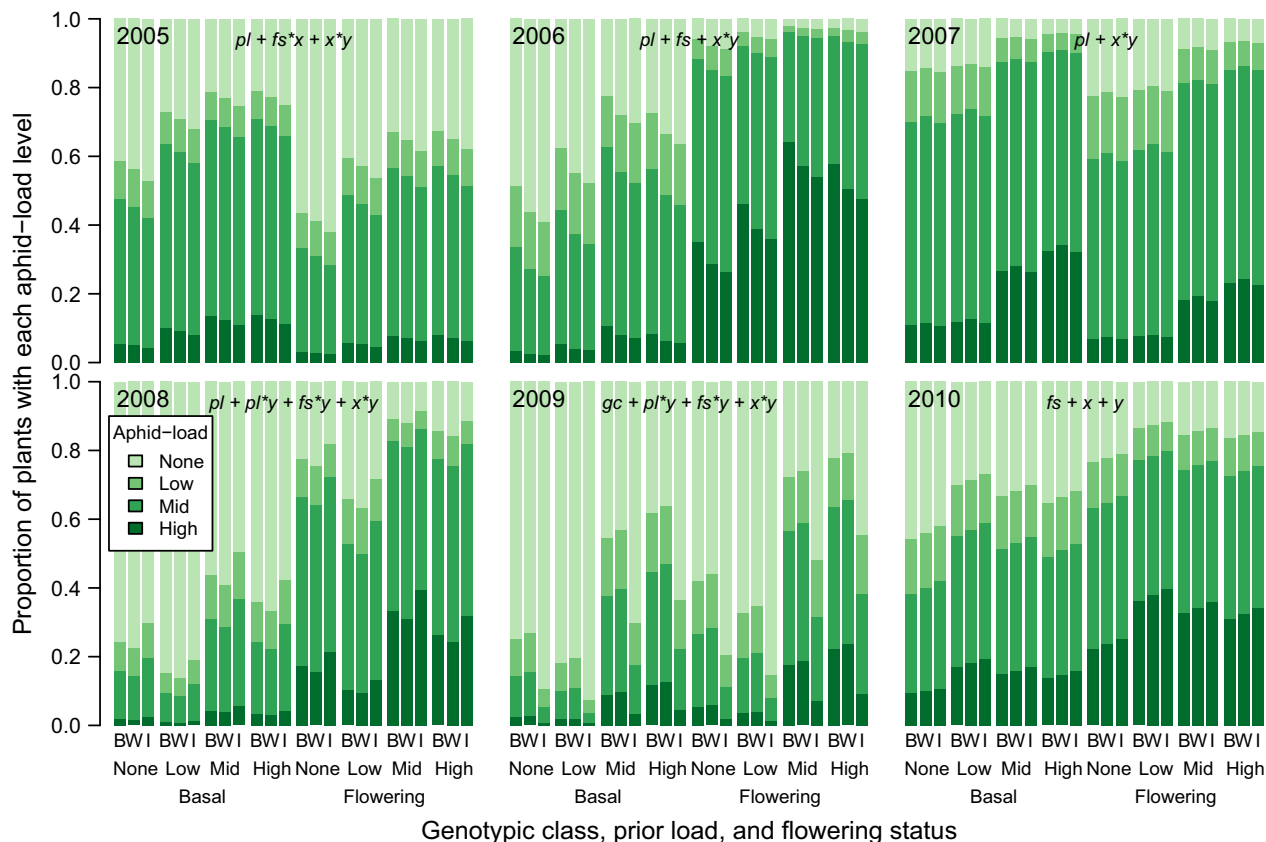 Proportion of plants with each aphid−load level
1.0
0.8
0.6
0.4
0.2
0.0
2005
pl + fs*x + x*y
2006
pl + fs + x*y
2007
pl + x*y
1.0
0.8
0.6
0.4
0.2
0.0
2008
pl + pl*y + fs*y + x*y
Aphid−load
None
Low
Mid
High
2009
gc + pl*y + fs*y + x*y
2010
fs + x + y
BWI BWI BWI BWI BWI BWI BWI BWI BWI BWI BWI BWI BWI BWI BWI BWI BWI BWI BWI BWI BWI BWI BWI BWI
None Low Mid High None Low Mid High None Low Mid High None Low Mid High None Low Mid High None Low Mid High
Basal Flowering Basal Flowering Basal Flowering
Genotypic class, prior load, and flowering status